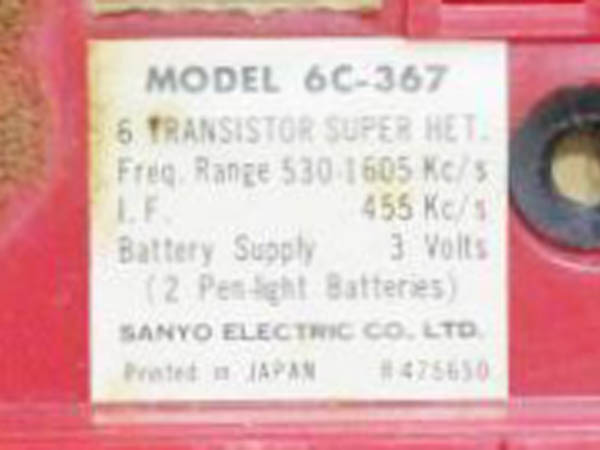 MODEL 6C-367
6 TRANSISTOR SUPER HET.
Freq. Range 530-1605 Kc/s
I.F. 455 Kc/s
Battery Supply 3 Volts
(2 Pen-light Batteries)
SANYO ELECTRIC CO., LTD.
Printed in JAPAN #475650